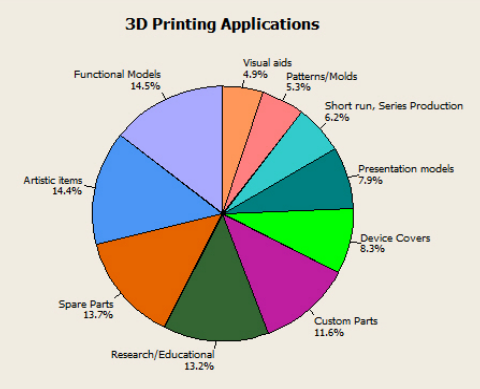 3D Printing Applications
Visual aids
4.9%
Patterns/Molds
5.3%
Short run, Series Production
6.2%
Presentation models
7.9%
Device Covers
8.3%
Custom Parts
11.6%
Research/Educational
13.2%
Spare Parts
13.7%
Artistic items
14.4%
Functional Models
14.5%